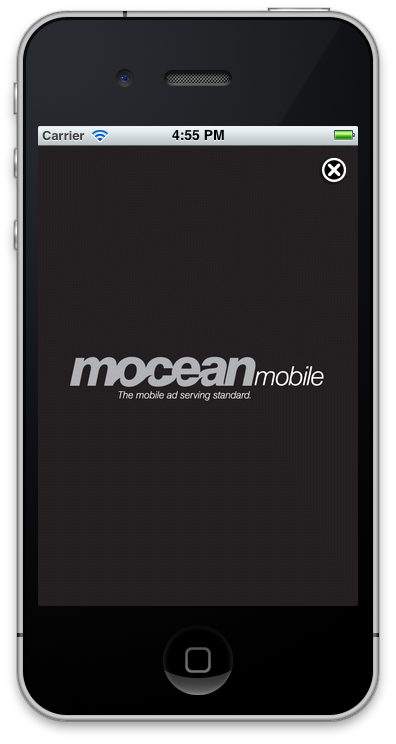 Carrier 4:55 PM
moceanmobile
The mobile ad serving standard.